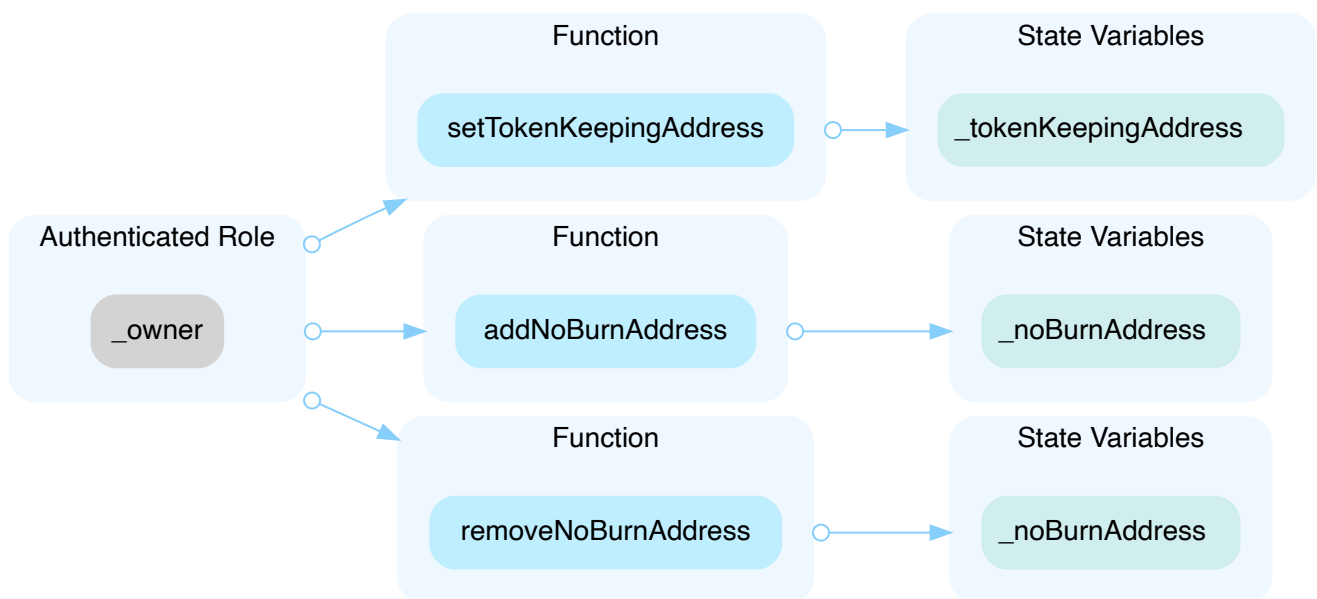 Function
State Variables
setTokenKeepingAddress
_tokenKeepingAddress
Authenticated Role
_owner
Function
State Variables
addNoBurnAddress
_noBurnAddress
Function
State Variables
removeNoBurnAddress
_noBurnAddress